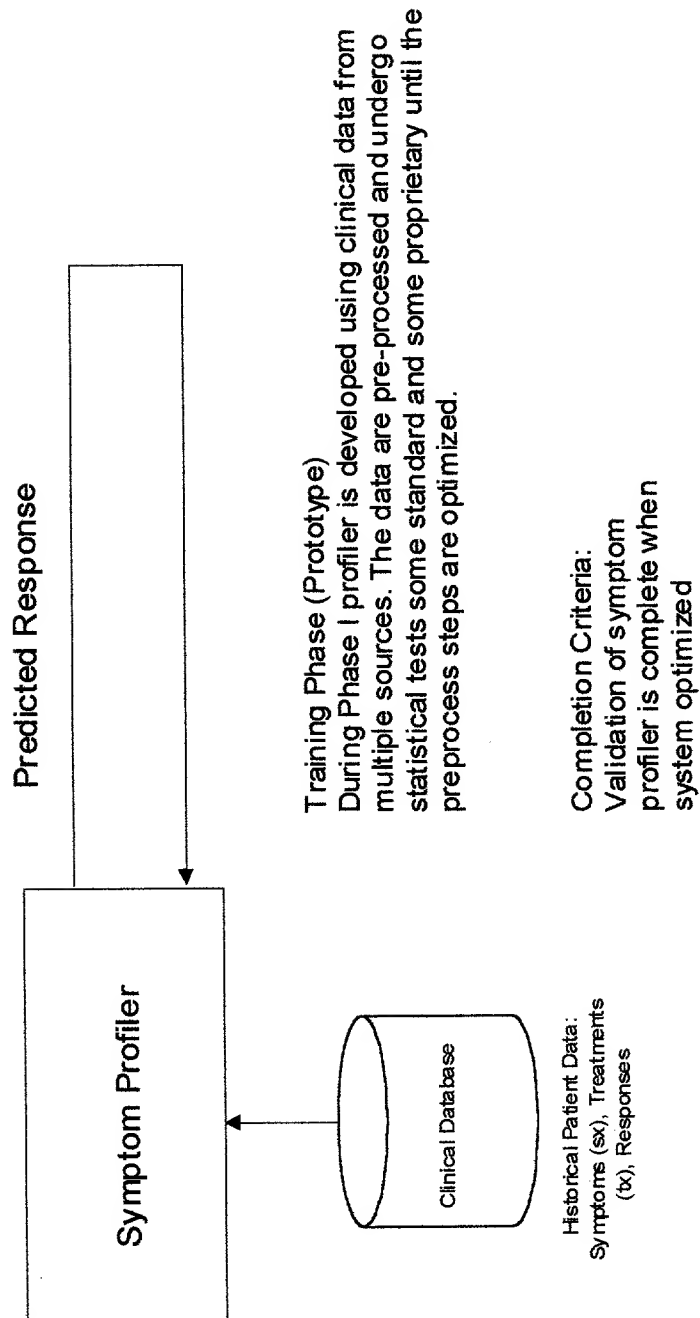 Predicted Response
Symptom Profiler
Clinical Database
Historical Patient Data:
Symptoms (sx), Treatments
(tx), Responses
Training Phase (Prototype)
During Phase I profiler is developed using clinical data from
multiple sources. The data are pre-processed and undergo
statistical tests some standard and some proprietary until the
preprocess steps are optimized.
Completion Criteria:
Validation of symptom
profiler is complete when
system optimized